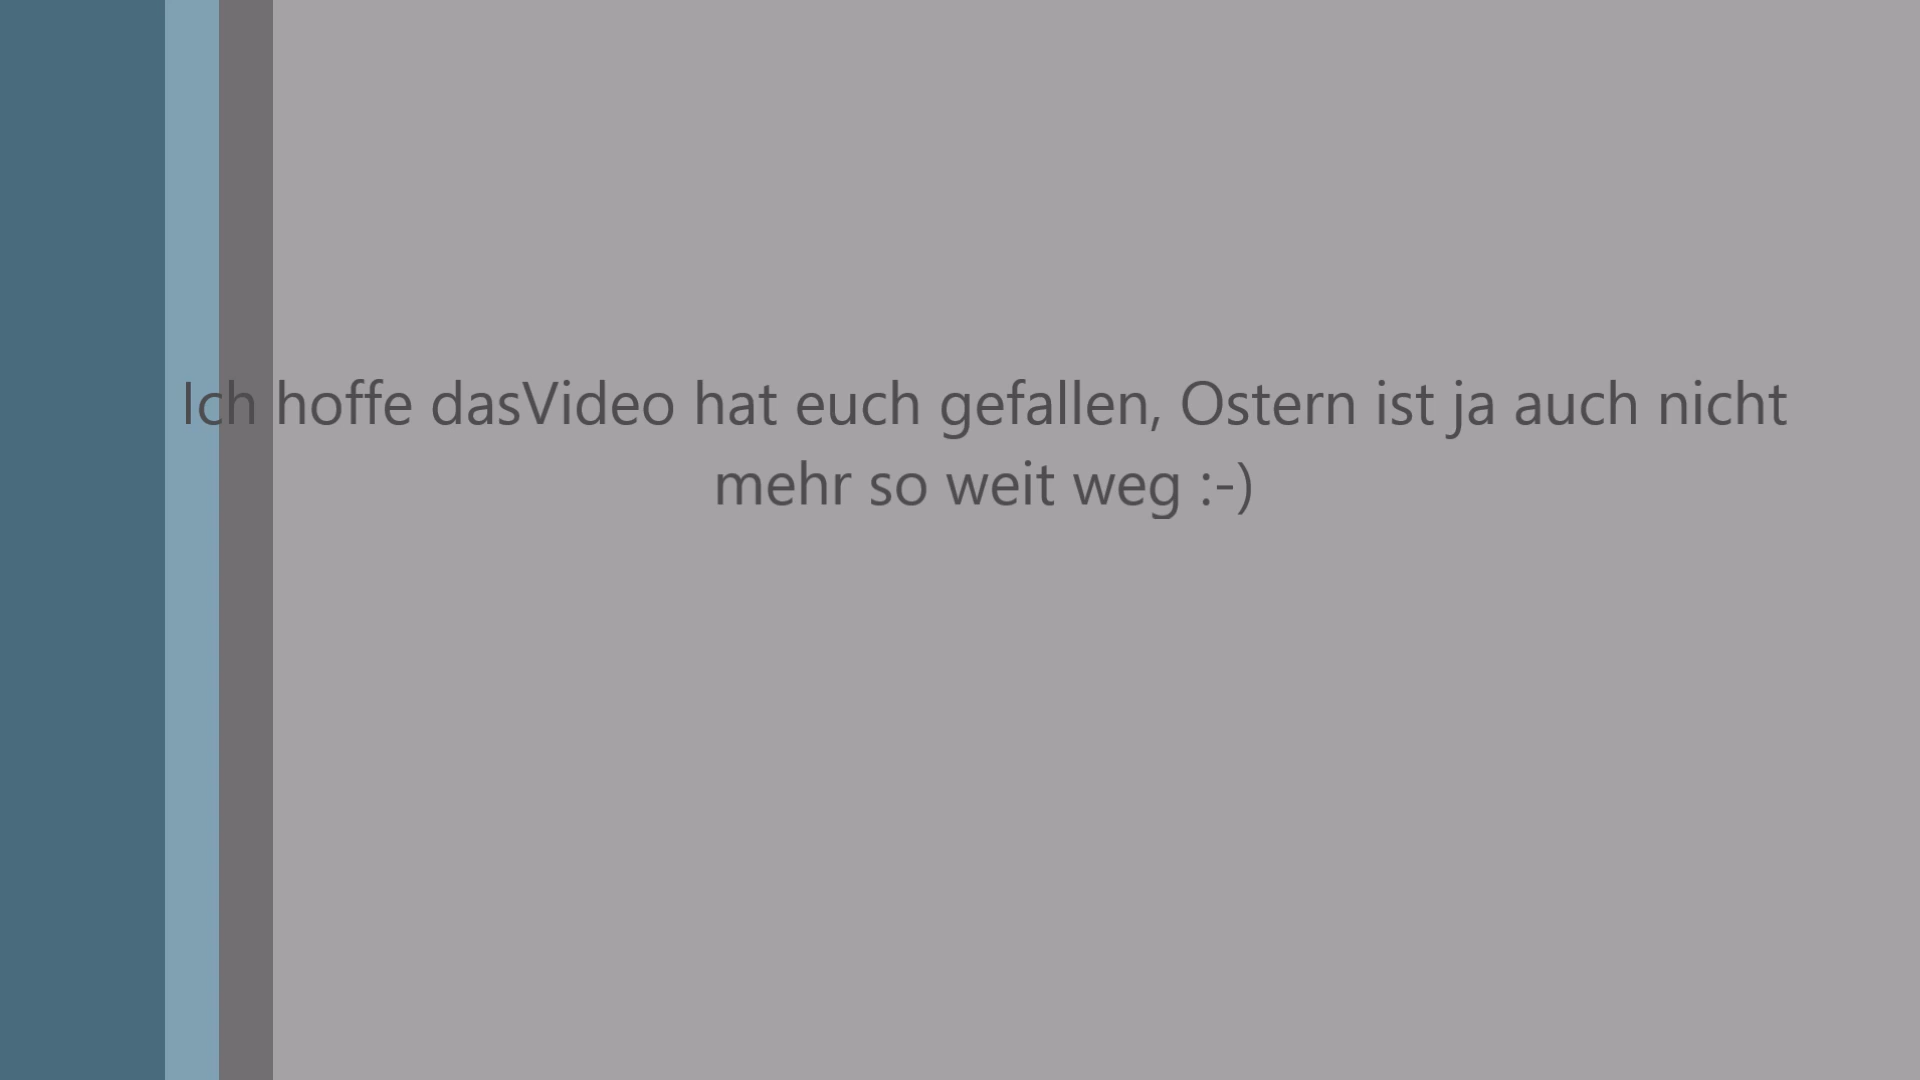 Ich hoffe dasVideo hat euch gefallen, Ostern ist ja auch nicht
mehr so weit weg :-)